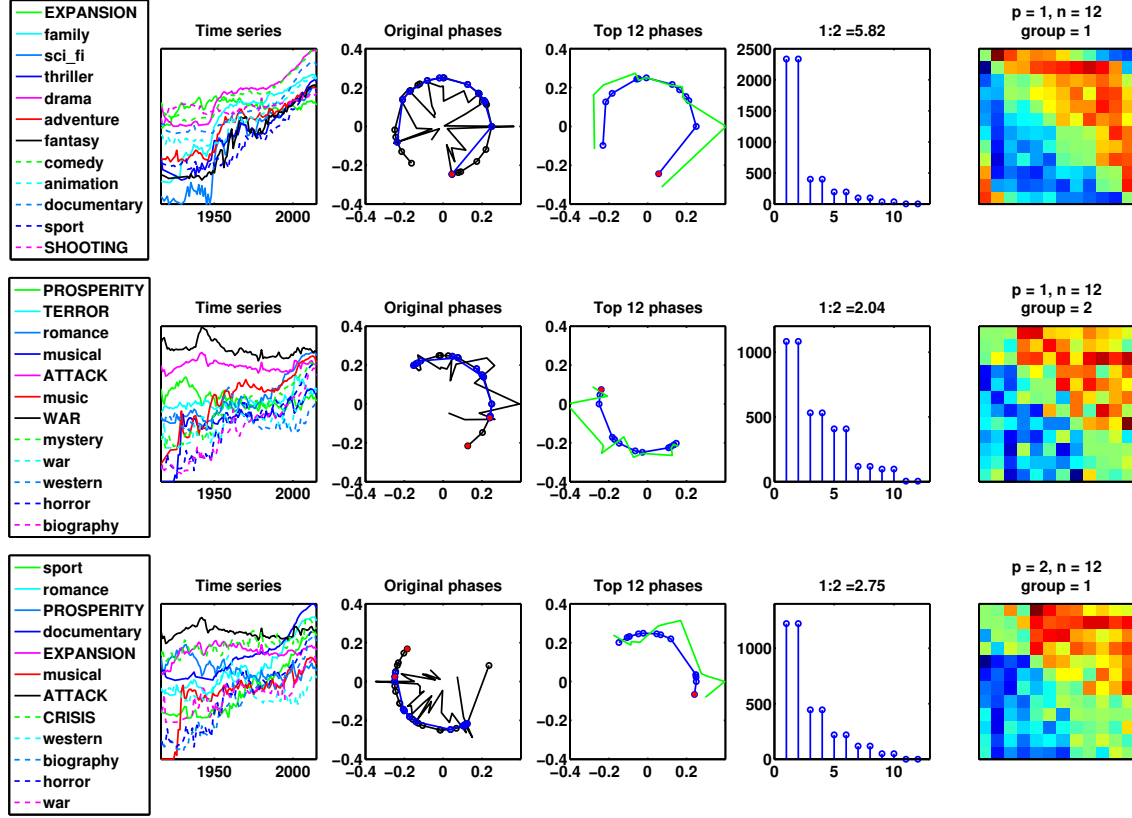 EXPANSION
family
sci_fi
thriller
drama
adventure
fantasy
comedy
animation
documentary
sport
SHOOTING
Time series
1950 2000
Original phases
0.4
0.2
0
−0.2
−0.4
−0.4 −0.2 0 0.2
Top 12 phases
0.4
0.2
0
−0.2
−0.4
−0.4 −0.2 0 0.2
1:2 =5.82
2500
2000
1500
1000
500
0
0 5 10
p = 1, n = 12
group = 1
PROSPERITY
TERROR
romance
musical
ATTACK
music
WAR
mystery
war
western
horror
biography
Time series
1950 2000
Original phases
0.4
0.2
0
−0.2
−0.4
−0.4 −0.2 0 0.2
Top 12 phases
0.4
0.2
0
−0.2
−0.4
−0.4 −0.2 0 0.2
1:2 =2.04
1000
500
0
0 5 10
p = 1, n = 12
group = 2
sport
romance
PROSPERITY
documentary
EXPANSION
musical
ATTACK
CRISIS
western
biography
horror
war
Time series
1950 2000
Original phases
0.4
0.2
0
−0.2
−0.4
−0.4 −0.2 0 0.2
Top 12 phases
0.4
0.2
0
−0.2
−0.4
−0.4 −0.2 0 0.2
1:2 =2.75
1000
500
0
0 5 10
p = 2, n = 12
group = 1